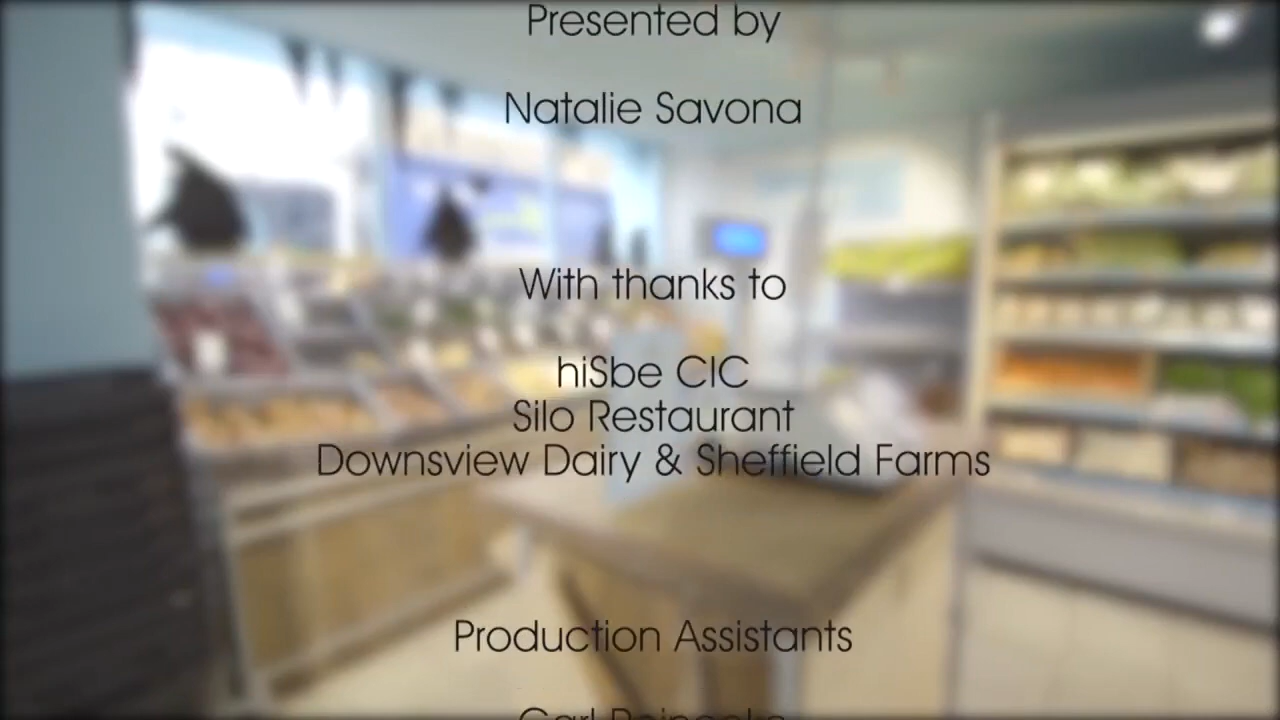 Presented by
Natalie Savona
With thanks to
hiSbe CIC
Silo Restaurant
Downsview Dairy & Sheffield Farms
Production Assistants